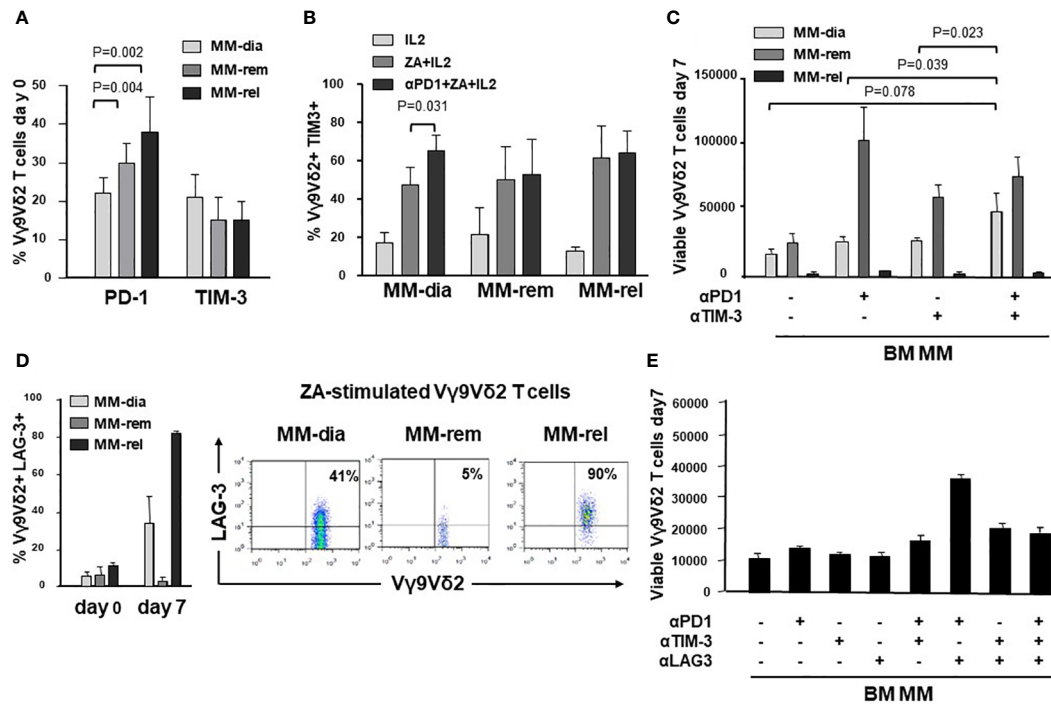 A
P=0.002
P=0.004
MM-dia
MM-rem
MM-rel
% Vγ9Vδ2 T cells day 0
50
40
30
20
10
0
PD-1 TIM-3
B
IL2
ZA+IL2
αPD1+ZA+IL2
P=0.031
% Vγ9Vδ2+ TIM3+
100
80
60
40
20
0
MM-dia MM-rem MM-rel
C
MM-dia
MM-rem
MM-rel
P=0.023
P=0.039
P=0.078
Viable Vγ9Vδ2 T cells day 7
150000
100000
50000
0
αPD1 - + - +
αTIM-3 - - + +
BM MM
D
MM-dia
MM-rem
MM-rel
% Vγ9Vδ2+ LAG-3+
100
80
60
40
20
0
day 0 day 7
ZA-stimulated Vγ9Vδ2 T cells
MM-dia MM-rem MM-rel
41% 5% 90%
LAG-3
Vγ9Vδ2
E
Viable Vγ9Vδ2 T cells day7
60000
50000
40000
30000
20000
10000
0
αPD1 - + - - + + - +
αTIM-3 - - + - + - + +
αLAG3 - - - + - + + +
BM MM